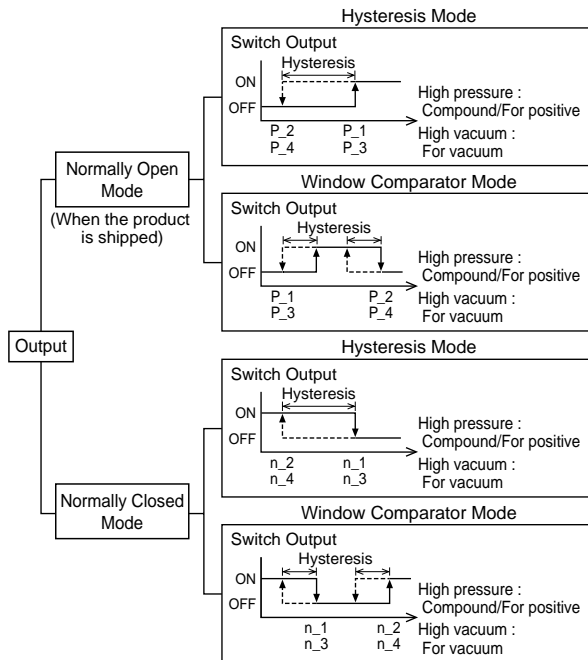 Hysteresis Mode
Switch Output
Hysteresis
ON
OFF
P_2 P_1
P_4 P_3
High pressure :
Compound/For positive
High vacuum :
For vacuum
Normally Open
Mode
(When the product
is shipped)
Window Comparator Mode
Switch Output
Hysteresis
ON
OFF
P_1 P_2
P_3 P_4
High pressure :
Compound/For positive
High vacuum :
For vacuum
Output
Hysteresis Mode
Switch Output
Hysteresis
ON
OFF
n_2 n_1
n_4 n_3
High pressure :
Compound/For positive
High vacuum :
For vacuum
Normally Closed
Mode
Window Comparator Mode
Switch Output
Hysteresis
ON
OFF
n_1 n_2
n_3 n_4
High pressure :
Compound/For positive
High vacuum :
For vacuum